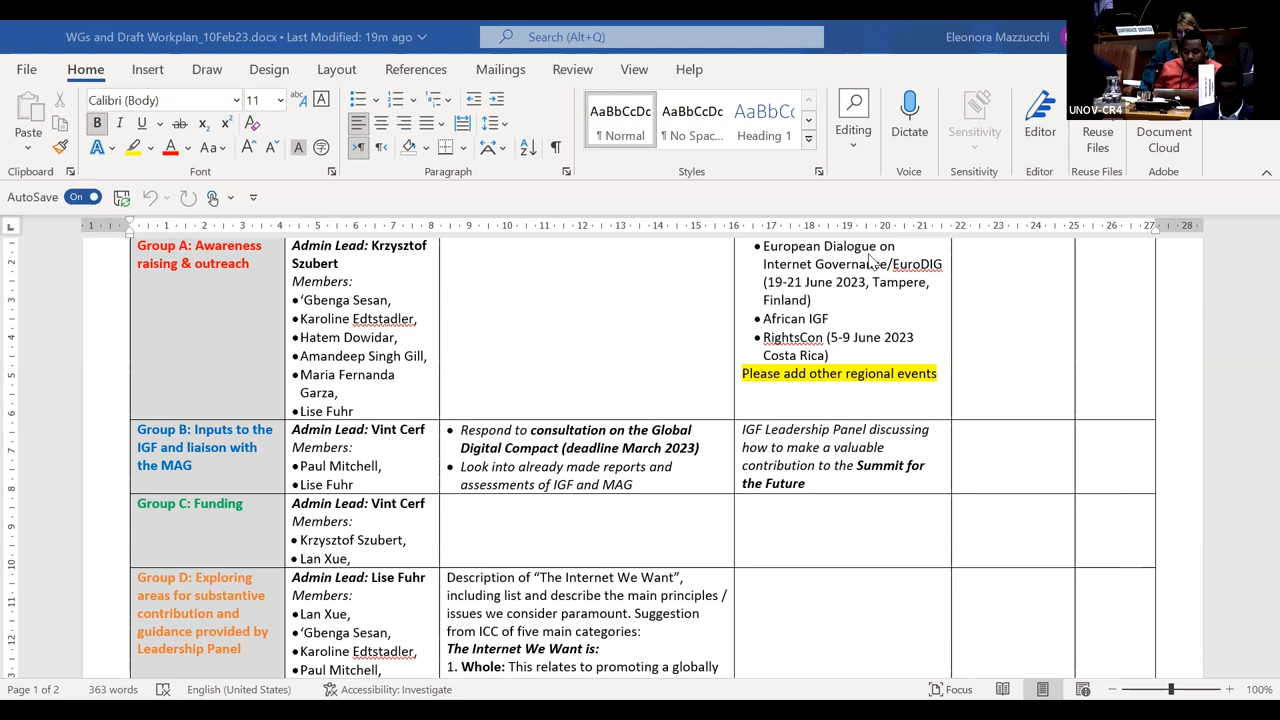 WGs and Draft Workplan_10Feb23.docx • Last Modified: 19m ago
Search (Alt+Q)
Eleonora Mazzucchi
CONFERENCE SERVICES
UNOV-CR4
File Home Insert Draw Design Layout References Mailings Review View Help
Calibri (Body) 11
AaBbCcDc AaBbCcDc AaBbCc
¶ Normal ¶ No Spac... Heading 1
Paste
Editing
Dictate
Sensitivity
Editor
Reuse Files
Document Cloud
Clipboard Font Paragraph Styles Voice Sensitivity Editor Reuse Files Adobe
AutoSave On
Group A: Awareness
raising & outreach
Admin Lead: Krzysztof
Szubert
Members:
• ‘Gbenga Sesan,
• Karoline Edtstadler,
• Hatem Dowidar,
• Amandeep Singh Gill,
• Maria Fernanda
Garza,
• Lise Fuhr
• European Dialogue on
Internet Governance/EuroDIG
(19-21 June 2023, Tampere,
Finland)
• African IGF
• RightsCon (5-9 June 2023
Costa Rica)
Please add other regional events
Group B: Inputs to the
IGF and liaison with
the MAG
Admin Lead: Vint Cerf
Members:
• Paul Mitchell,
• Lise Fuhr
• Respond to consultation on the Global
Digital Compact (deadline March 2023)
• Look into already made reports and
assessments of IGF and MAG
IGF Leadership Panel discussing
how to make a valuable
contribution to the Summit for
the Future
Group C: Funding
Admin Lead: Vint Cerf
Members:
• Krzysztof Szubert,
• Lan Xue,
Group D: Exploring
areas for substantive
contribution and
guidance provided by
Leadership Panel
Admin Lead: Lise Fuhr
Members:
• Lan Xue,
• ‘Gbenga Sesan,
• Karoline Edtstadler,
• Paul Mitchell,
Description of “The Internet We Want”,
including list and describe the main principles /
issues we consider paramount. Suggestion
from ICC of five main categories:
The Internet We Want is:
1. Whole: This relates to promoting a globally
Page 1 of 2 363 words English (United States) Accessibility: Investigate Focus 100%